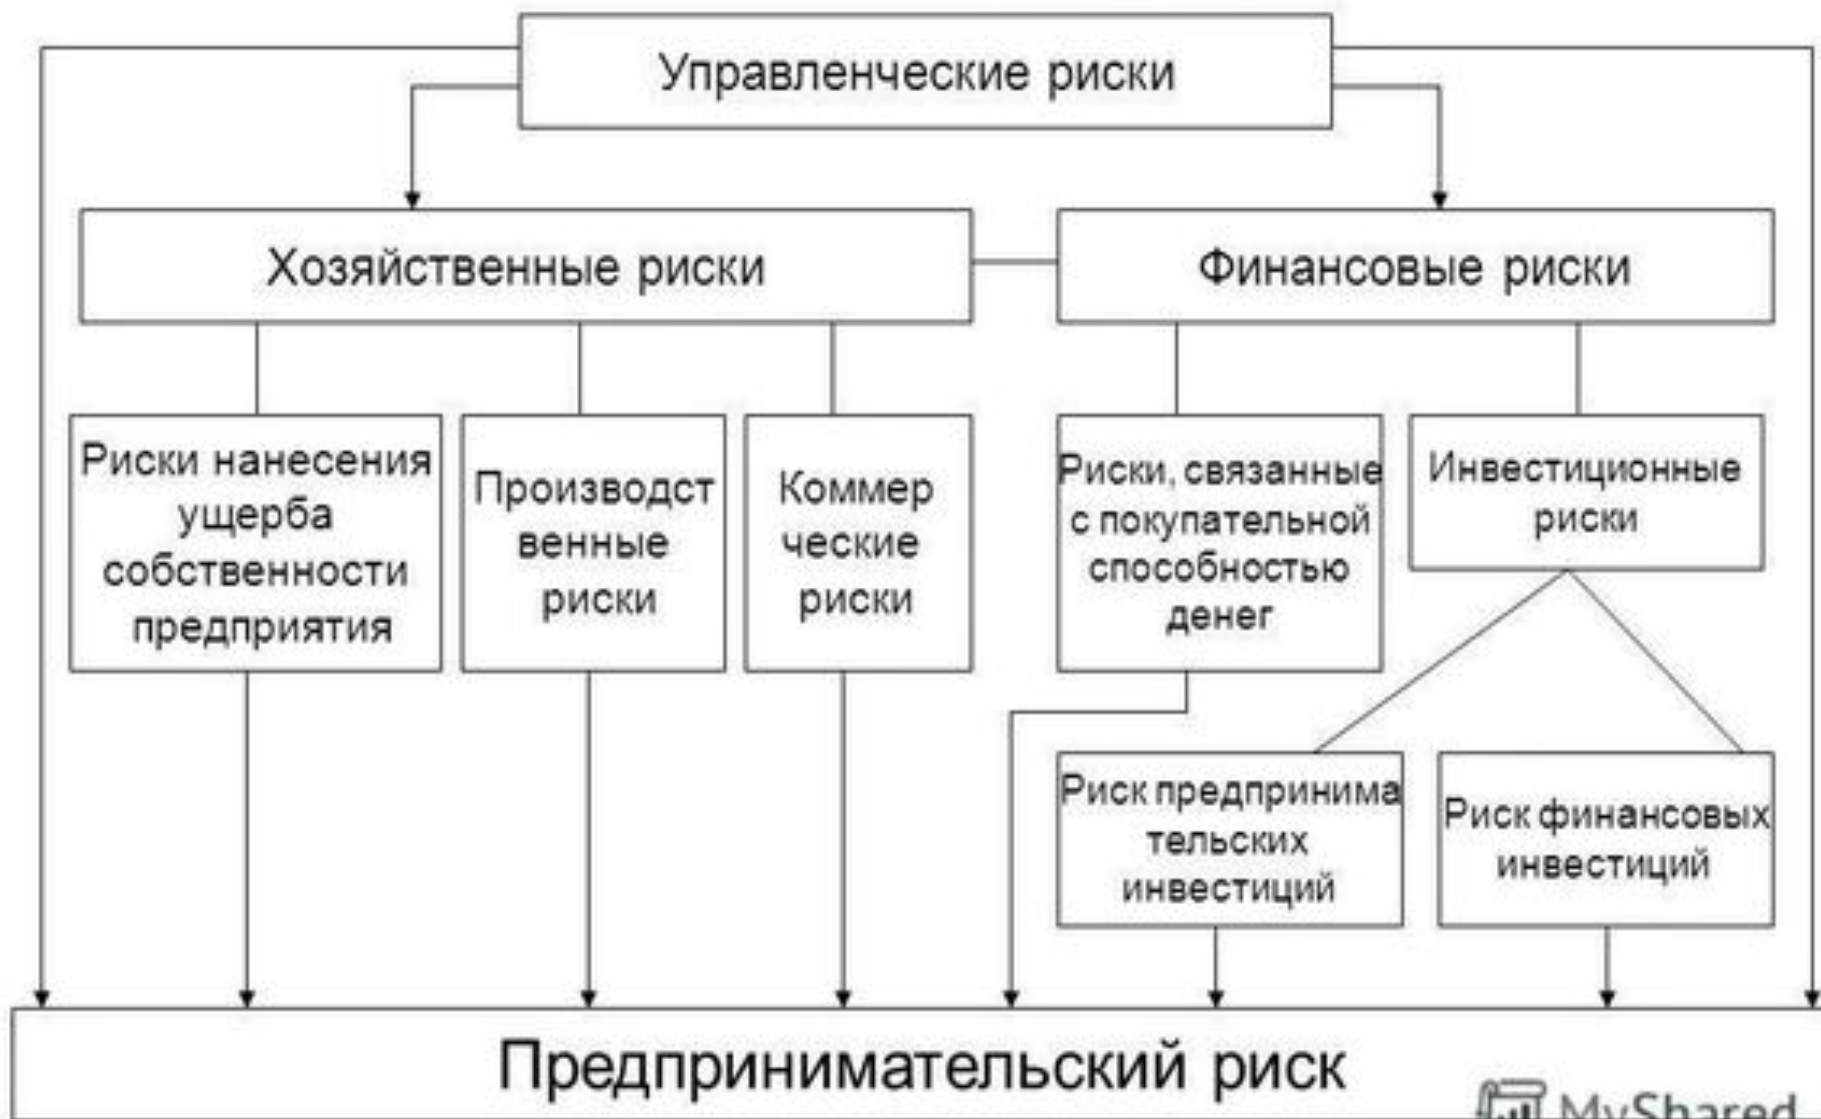 Управленческие риски
Хозяйственные риски
Финансовые риски
Риски нанесения
ущерба
собственности
предприятия
Производст
венные
риски
Коммер
ческие
риски
Риски, связанные
с покупательной
способностью
денег
Инвестиционные
риски
Риск предпринима
тельских
инвестиций
Риск финансовых
инвестиций
Предпринимательский риск
MyShared